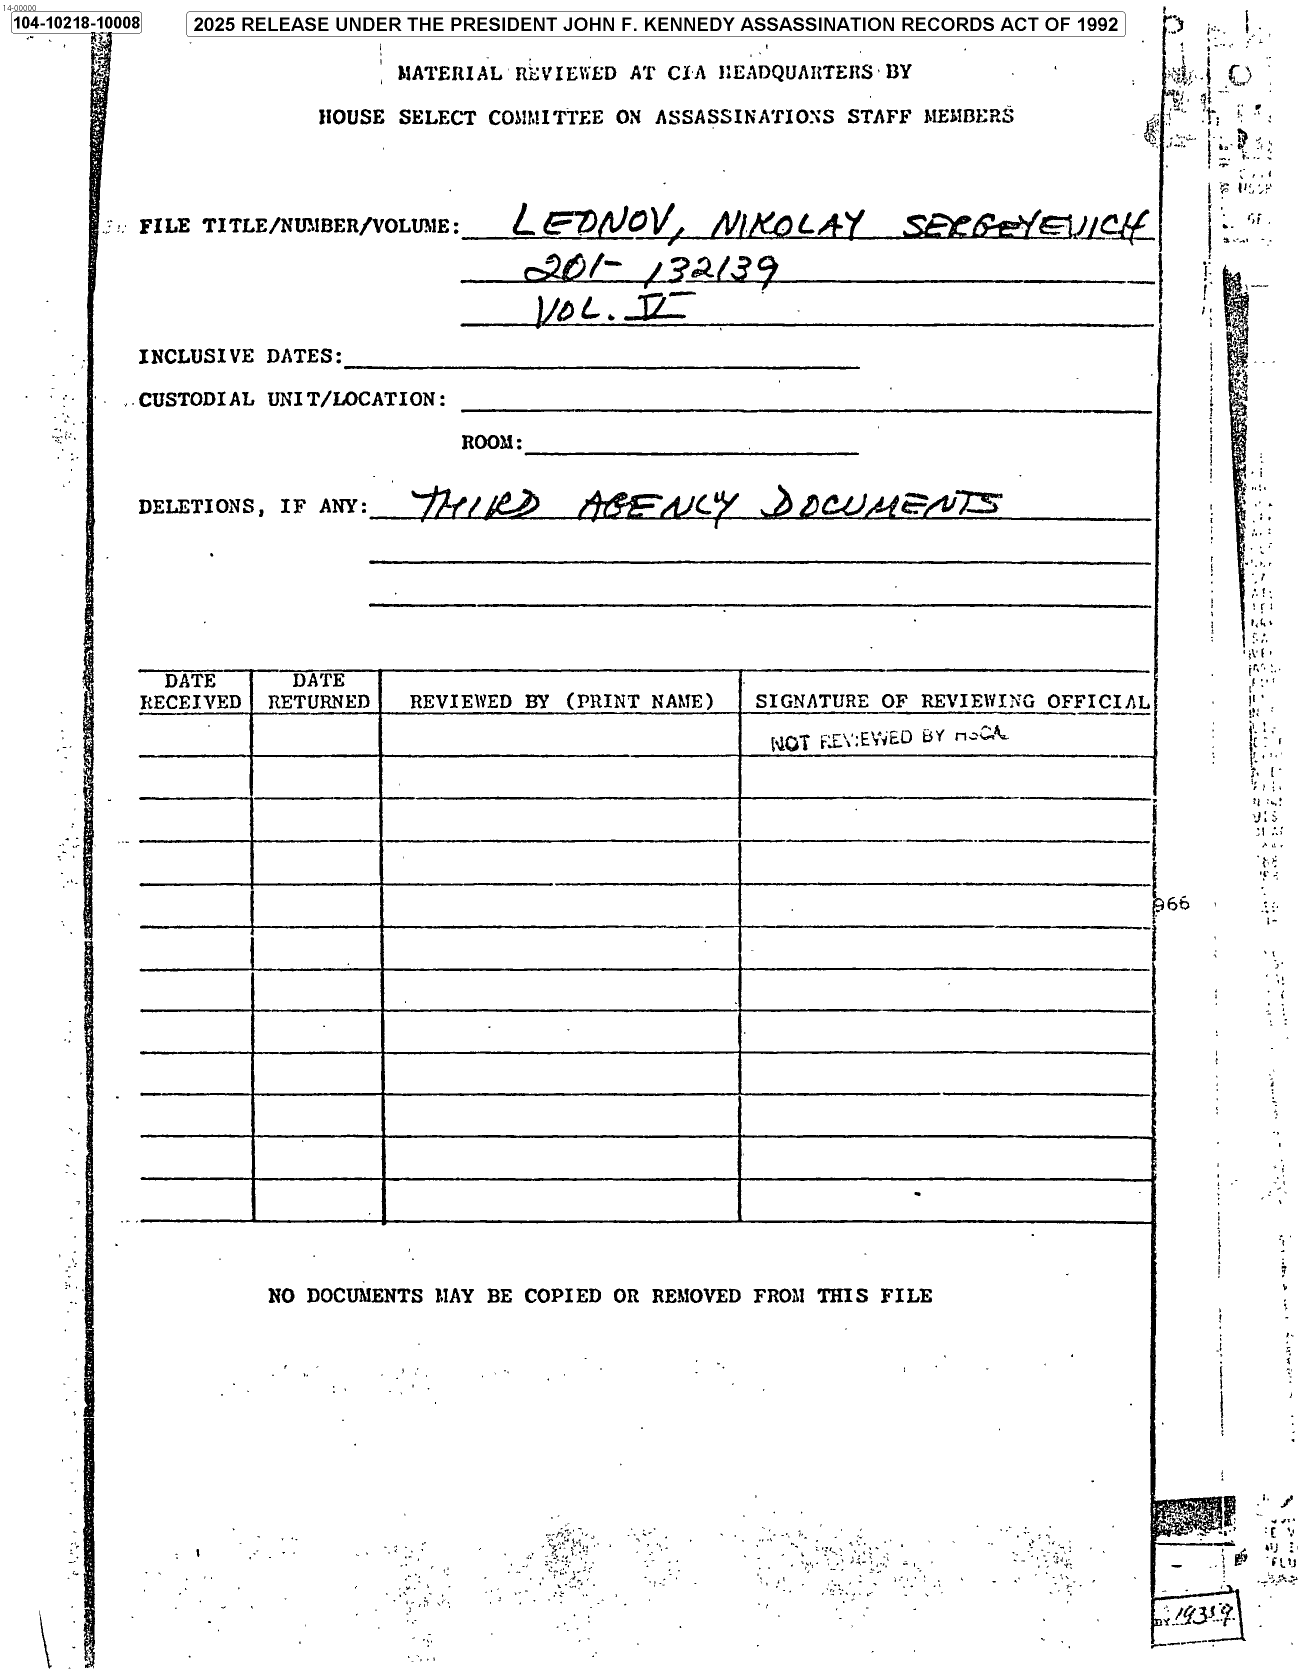 14-00000
104-10218-10008
2025 RELEASE UNDER THE PRESIDENT JOHN F. KENNEDY ASSASSINATION RECORDS ACT OF 1992
MATERIAL REVIEWED AT CIA HEADQUARTERS BY
HOUSE SELECT COMMITTEE ON ASSASSINATIONS STAFF MEMBERS
FILE TITLE/NUMBER/VOLUME: LEONOV, NIKOLAY SERGEYEVICH
201-132139
VOL. V
INCLUSIVE DATES:
CUSTODIAL UNIT/LOCATION:
ROOM:
DELETIONS, IF ANY: THIRD AGENCY DOCUMENTS
DATE RECEIVED
DATE RETURNED
REVIEWED BY (PRINT NAME)
SIGNATURE OF REVIEWING OFFICIAL
NOT REVIEWED BY HSCA
966
NO DOCUMENTS MAY BE COPIED OR REMOVED FROM THIS FILE